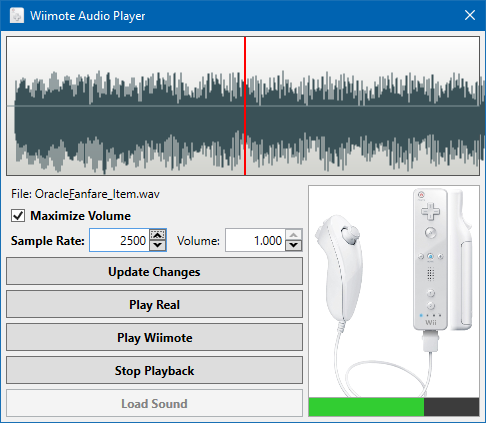 Wiimote Audio Player
File: OracleFanfare_Item.wav
Maximize Volume
Sample Rate: 2500 Volume: 1.000
Update Changes
Play Real
Play Wiimote
Stop Playback
Load Sound
Wii